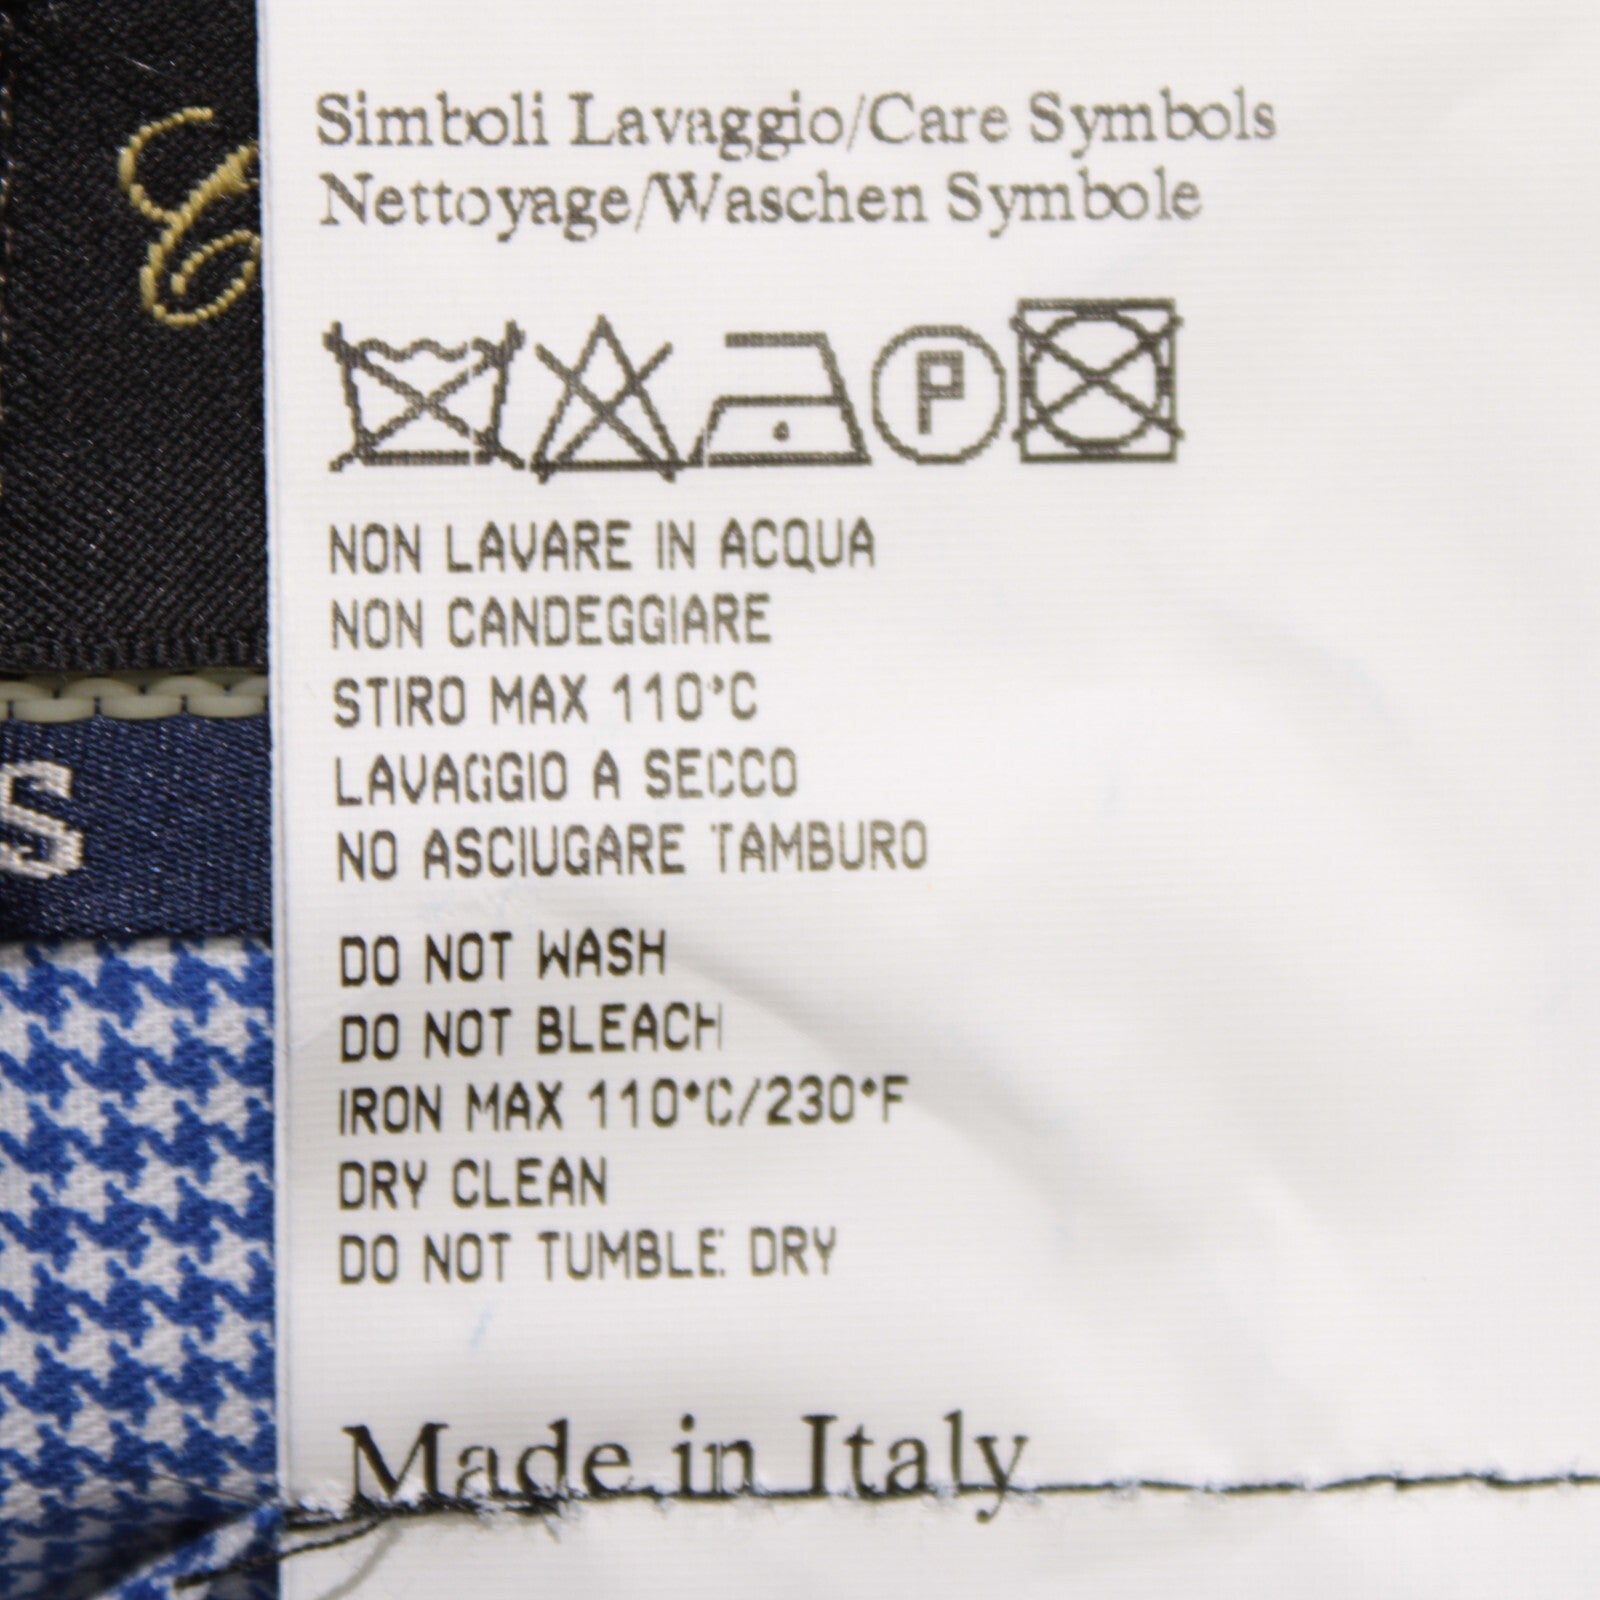 Simboli Lavaggio/Care Symbols
Nettoyage/Waschen Symbole
P
NON LAVARE IN ACQUA
NON CANDEGGIARE
STIRO MAX 110°C
LAVAGGIO A SECCO
NO ASCIUGARE TAMBURO
S
DO NOT WASH
DO NOT BLEACH
IRON MAX 110°C/230°F
DRY CLEAN
DO NOT TUMBLE DRY
Made in Italy